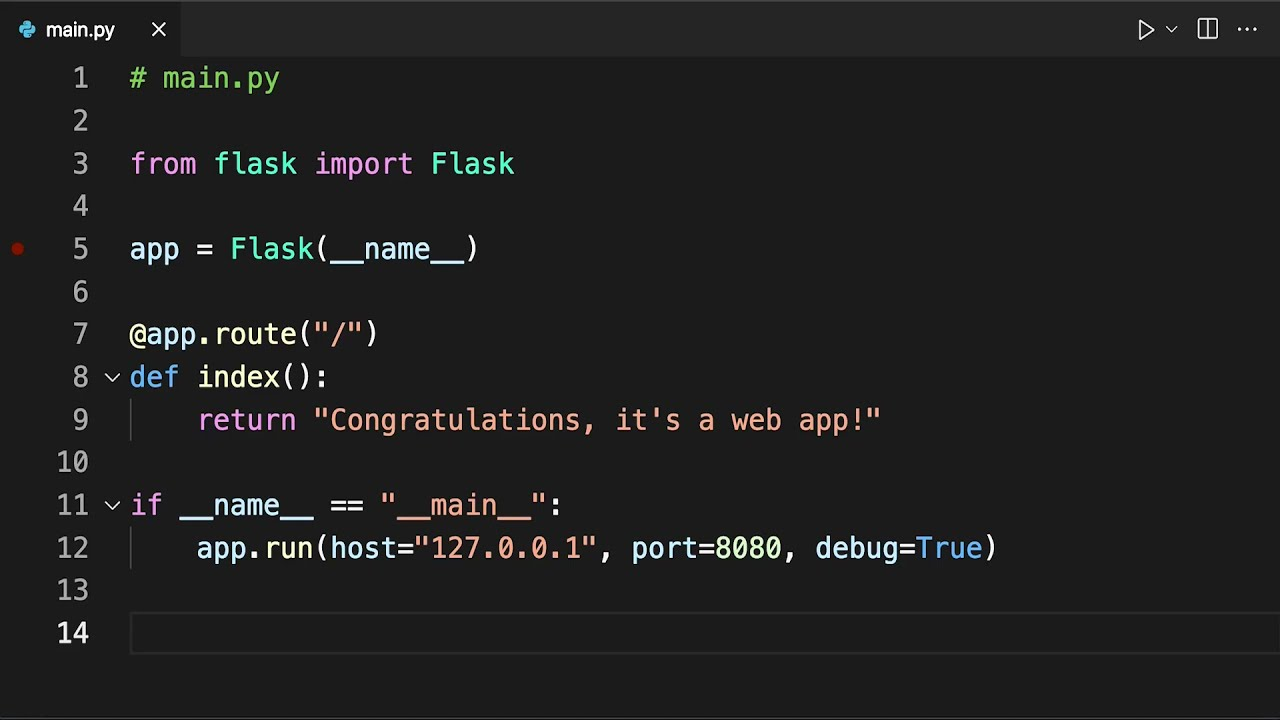 main.py
1 # main.py
2
3 from flask import Flask
4
5 app = Flask(__name__)
6
7 @app.route("/")
8 def index():
9     return "Congratulations, it's a web app!"
10
11 if __name__ == "__main__":
12     app.run(host="127.0.0.1", port=8080, debug=True)
13
14